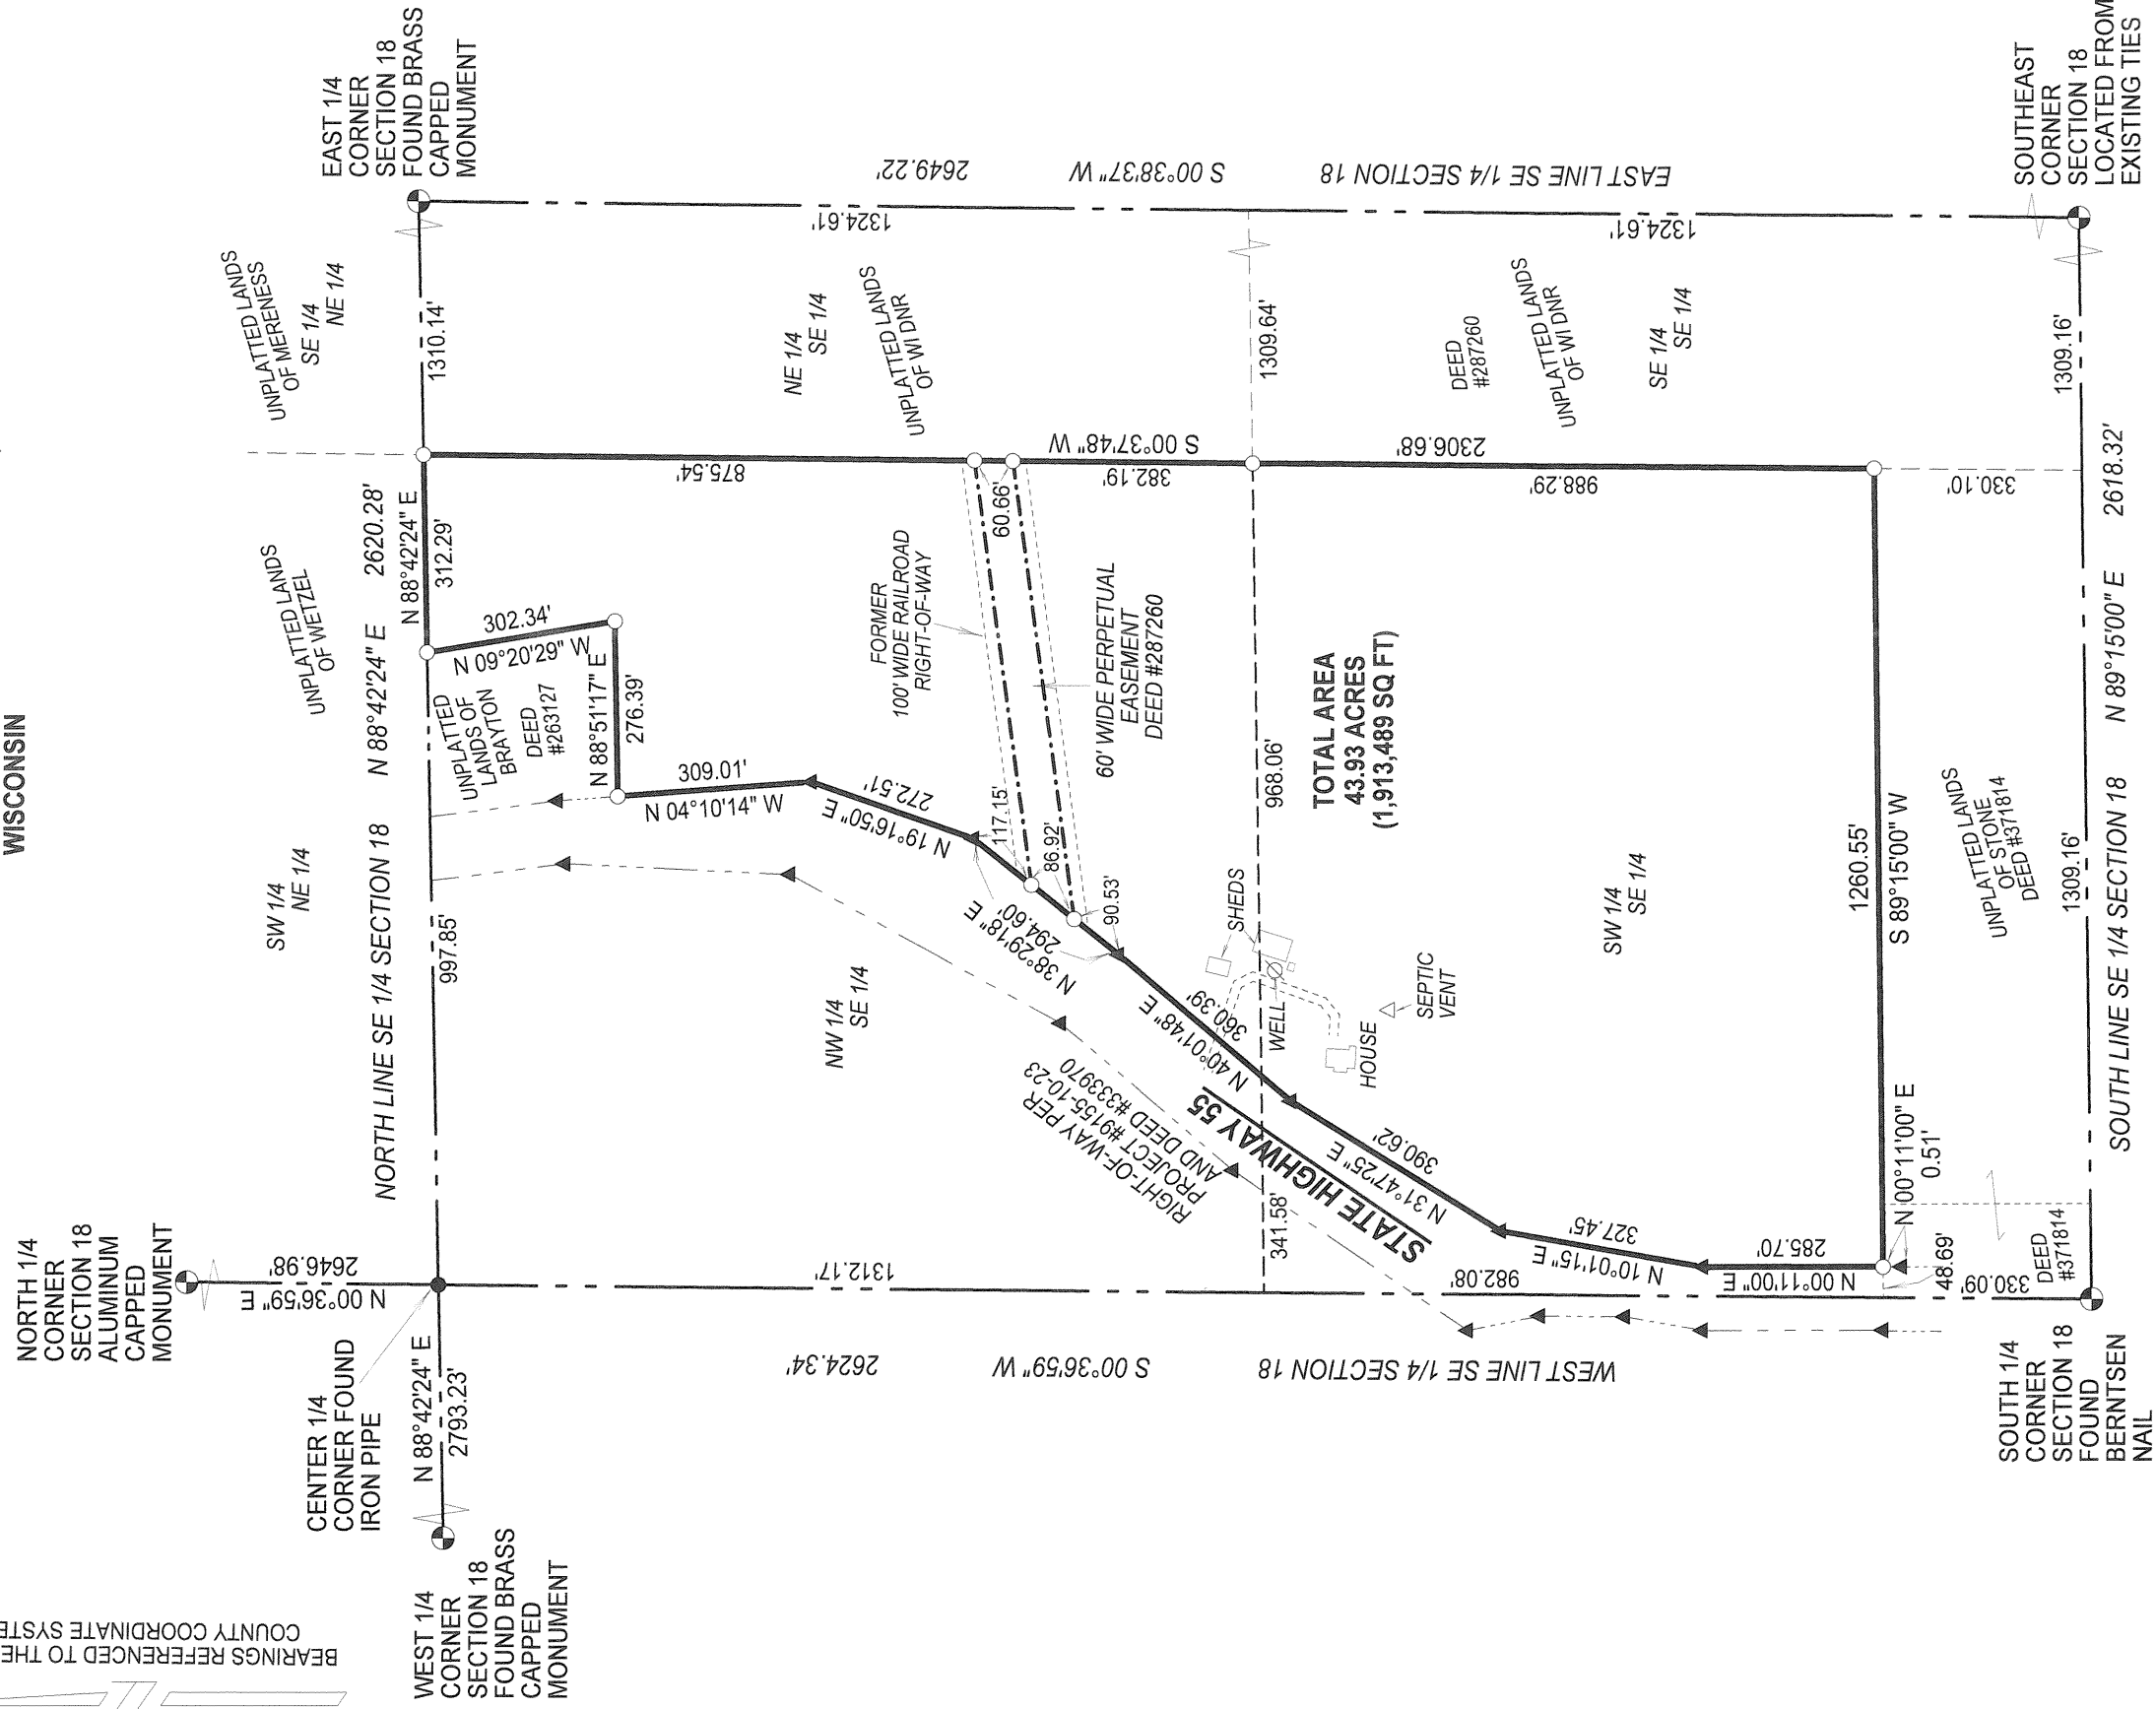 WISCONSIN
BEARINGS REFERENCED TO THE
COUNTY COORDINATE SYSTE
NORTH 1/4
CORNER
SECTION 18
ALUMINUM
CAPPED
MONUMENT
N 00°36'59" E
2646.98'
CENTER 1/4
CORNER FOUND
IRON PIPE
WEST 1/4
CORNER
SECTION 18
FOUND BRASS
CAPPED
MONUMENT
N 88°42'24" E
2793.23'
EAST 1/4
CORNER
SECTION 18
FOUND BRASS
CAPPED
MONUMENT
UNPLATTED LANDS
OF MERENESS
SE 1/4
NE 1/4
1310.14'
UNPLATTED LANDS
OF WETZEL
SW 1/4
NE 1/4
NORTH LINE SE 1/4 SECTION 18 N 88°42'24" E 2620.28'
997.85'
N 88°42'24" E
312.29'
302.34'
N 09°20'29" W
UNPLATTED
LANDS OF
BRAYTON
DEED
#263127
N 88°51'17" E
276.39'
309.01'
N 04°10'14" W
272.51'
N 19°16'50" E
117.15'
86.92'
90.53'
N 38°29'18" E
294.60'
360.39'
N 40°01'48" E
390.62'
N 31°47'25" E
327.45'
N 10°01'15" E
285.70'
N 00°11'00" E
N 00°11'00" E
0.51'
48.69'
330.09'
DEED
#371814
875.54'
60.66'
S 00°37'48" W
382.19'
2306.68'
988.29'
330.10'
FORMER
100' WIDE RAILROAD
RIGHT-OF-WAY
60' WIDE PERPETUAL
EASEMENT
DEED #287260
NE 1/4
SE 1/4
UNPLATTED LANDS
OF WI DNR
1324.61'
2649.22'
S 00°38'37" W
EAST LINE SE 1/4 SECTION 18
1324.61'
1309.64'
DEED
#287260
UNPLATTED LANDS
OF WI DNR
SE 1/4
SE 1/4
NW 1/4
SE 1/4
RIGHT-OF-WAY PER
PROJECT #9155-10-23
AND DEED #333970
STATE HIGHWAY 55
341.58'
968.06'
SHEDS
WELL
HOUSE
SEPTIC
VENT
TOTAL AREA
43.93 ACRES
(1,913,489 SQ FT)
SW 1/4
SE 1/4
1312.17'
982.08'
2624.34'
S 00°36'59" W
WEST LINE SE 1/4 SECTION 18
1260.55'
S 89°15'00" W
UNPLATTED LANDS
OF STONE
DEED #371814
1309.16'
1309.16'
SOUTH LINE SE 1/4 SECTION 18 N 89°15'00" E 2618.32'
SOUTH 1/4
CORNER
SECTION 18
FOUND
BERNTSEN
NAIL
SOUTHEAST
CORNER
SECTION 18
LOCATED FROM
EXISTING TIES